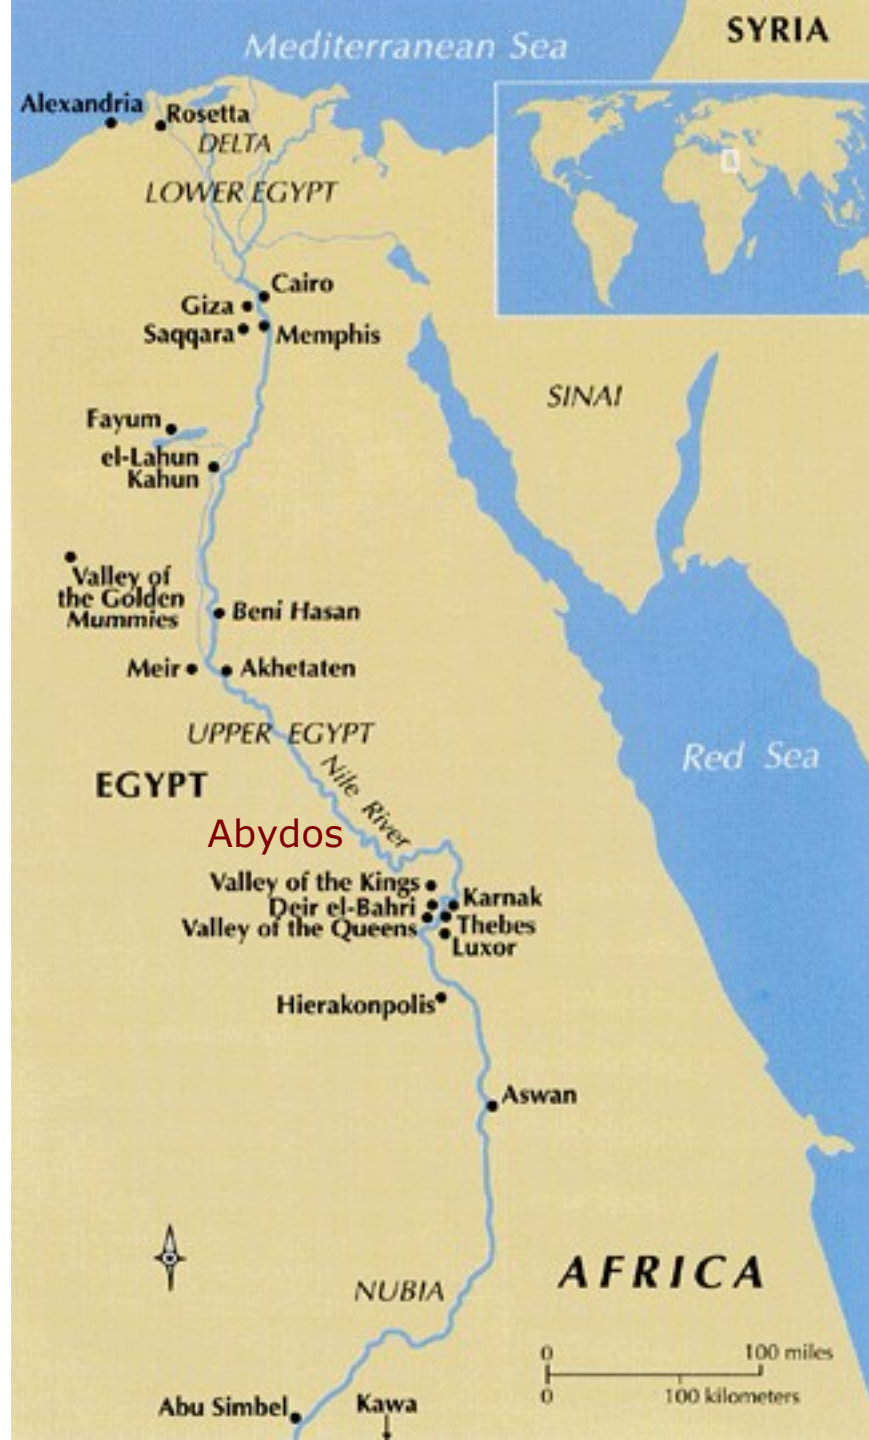 SYRIA
Mediterranean Sea
Alexandria
Rosetta
DELTA
LOWER EGYPT
Cairo
Giza
Saqqara
Memphis
SINAI
Fayum
el-Lahun
Kahun
Valley of
the Golden
Mummies
Beni Hasan
Meir
Akhetaten
UPPER EGYPT
Nile River
Red Sea
EGYPT
Abydos
Valley of the Kings
Karnak
Deir el-Bahri
Thebes
Valley of the Queens
Luxor
Hierakonpolis
Aswan
AFRICA
NUBIA
0 100 miles
0 100 kilometers
Abu Simbel
Kawa